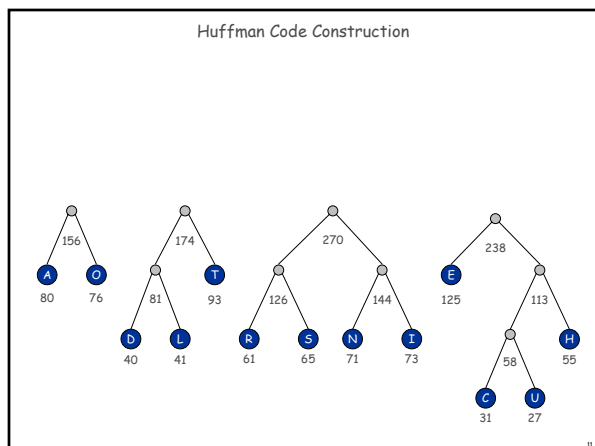 Huffman Code Construction
156 174 270 238
A O T E
80 76 81 93 126 144 125 113
D L R S N I H
40 41 61 65 71 73 58 55
C U
31 27